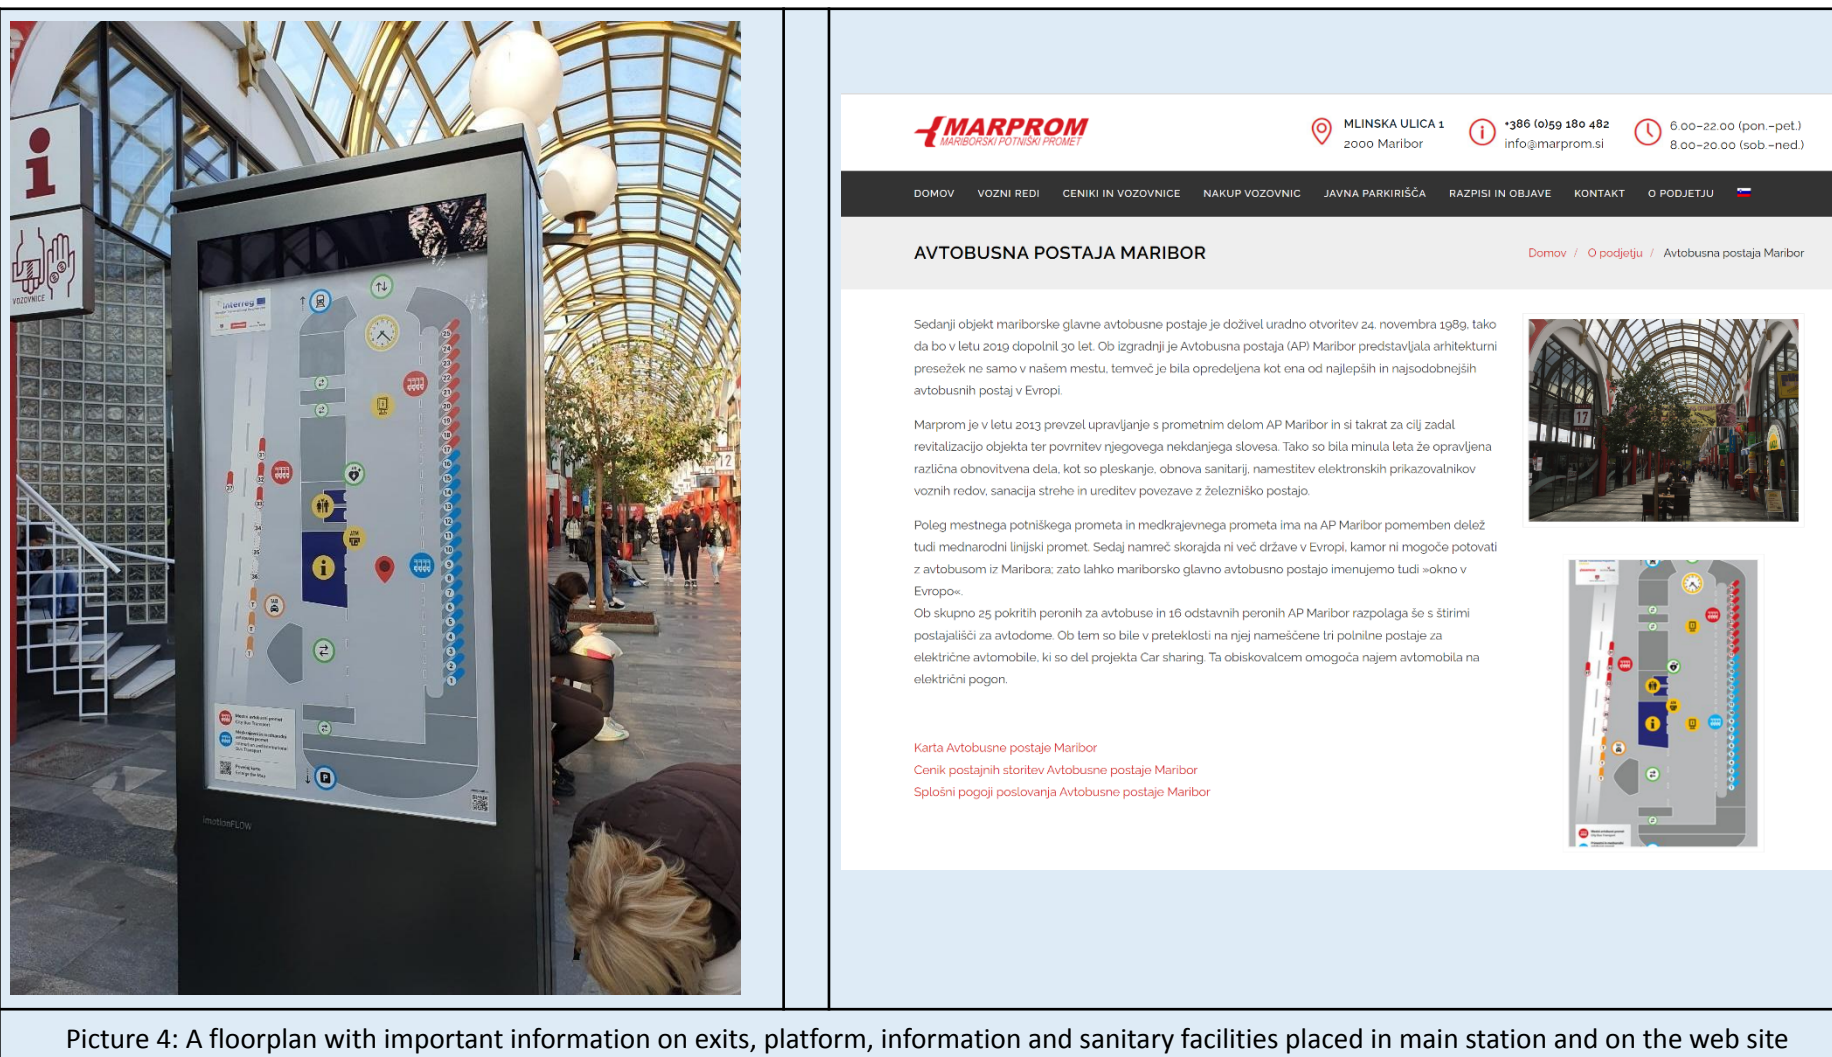 i
VOZOVNICE
Interreg
12
ATM
TAXI
i
P
Mestni avtobusni promet
City Bus Transport
imotionFLOW
MARPROM
MARIBORSKI POTNIŠKI PROMET
MLINSKA ULICA 1
2000 Maribor
+386 (0)59 180 482
info@marprom.si
6.00–22.00 (pon.–pet.)
8.00–20.00 (sob.–ned.)
DOMOV VOZNI REDI CENIKI IN VOZOVNICE NAKUP VOZOVNIC JAVNA PARKIRIŠČA RAZPISI IN OBJAVE KONTAKT O PODJETJU
AVTOBUSNA POSTAJA MARIBOR
Domov / O podjetju / Avtobusna postaja Maribor
Sedanji objekt mariborske glavne avtobusne postaje je doživel uradno otvoritev 24. novembra 1989, tako
da bo v letu 2019 dopolnil 30 let. Ob izgradnji je Avtobusna postaja (AP) Maribor predstavljala arhitekturni
presežek ne samo v našem mestu, temveč je bila opredeljena kot ena od najlepših in najsodobnejših
avtobusnih postaj v Evropi.
Marprom je v letu 2013 prevzel upravljanje s prometnim delom AP Maribor in si takrat za cilj zadal
revitalizacijo objekta ter povrnitev njegovega nekdanjega slovesa. Tako so bila minula leta že opravljena
različna obnovitvena dela, kot so pleskanje, obnova sanitarij, namestitev elektronskih prikazovalnikov
voznih redov, sanacija strehe in ureditev povezave z železniško postajo.
Poleg mestnega potniškega prometa in medkrajevnega prometa ima na AP Maribor pomemben delež
tudi mednarodni linijski promet. Sedaj namreč skorajda ni več države v Evropi, kamor ni mogoče potovati
z avtobusom iz Maribora; zato lahko mariborsko glavno avtobusno postajo imenujemo tudi »okno v
Evropo«.
Ob skupno 25 pokritih peronih za avtobuse in 16 odstavnih peronih AP Maribor razpolaga še s štirimi
postajališči za avtodome. Ob tem so bile v preteklosti na njej nameščene tri polnilne postaje za
električne avtomobile, ki so del projekta Car sharing. Ta obiskovalcem omogoča najem avtomobila na
električni pogon.
17
Karta Avtobusne postaje Maribor
Cenik postajnih storitev Avtobusne postaje Maribor
Splošni pogoji poslovanja Avtobusne postaje Maribor
Picture 4: A floorplan with important information on exits, platform, information and sanitary facilities placed in main station and on the web site